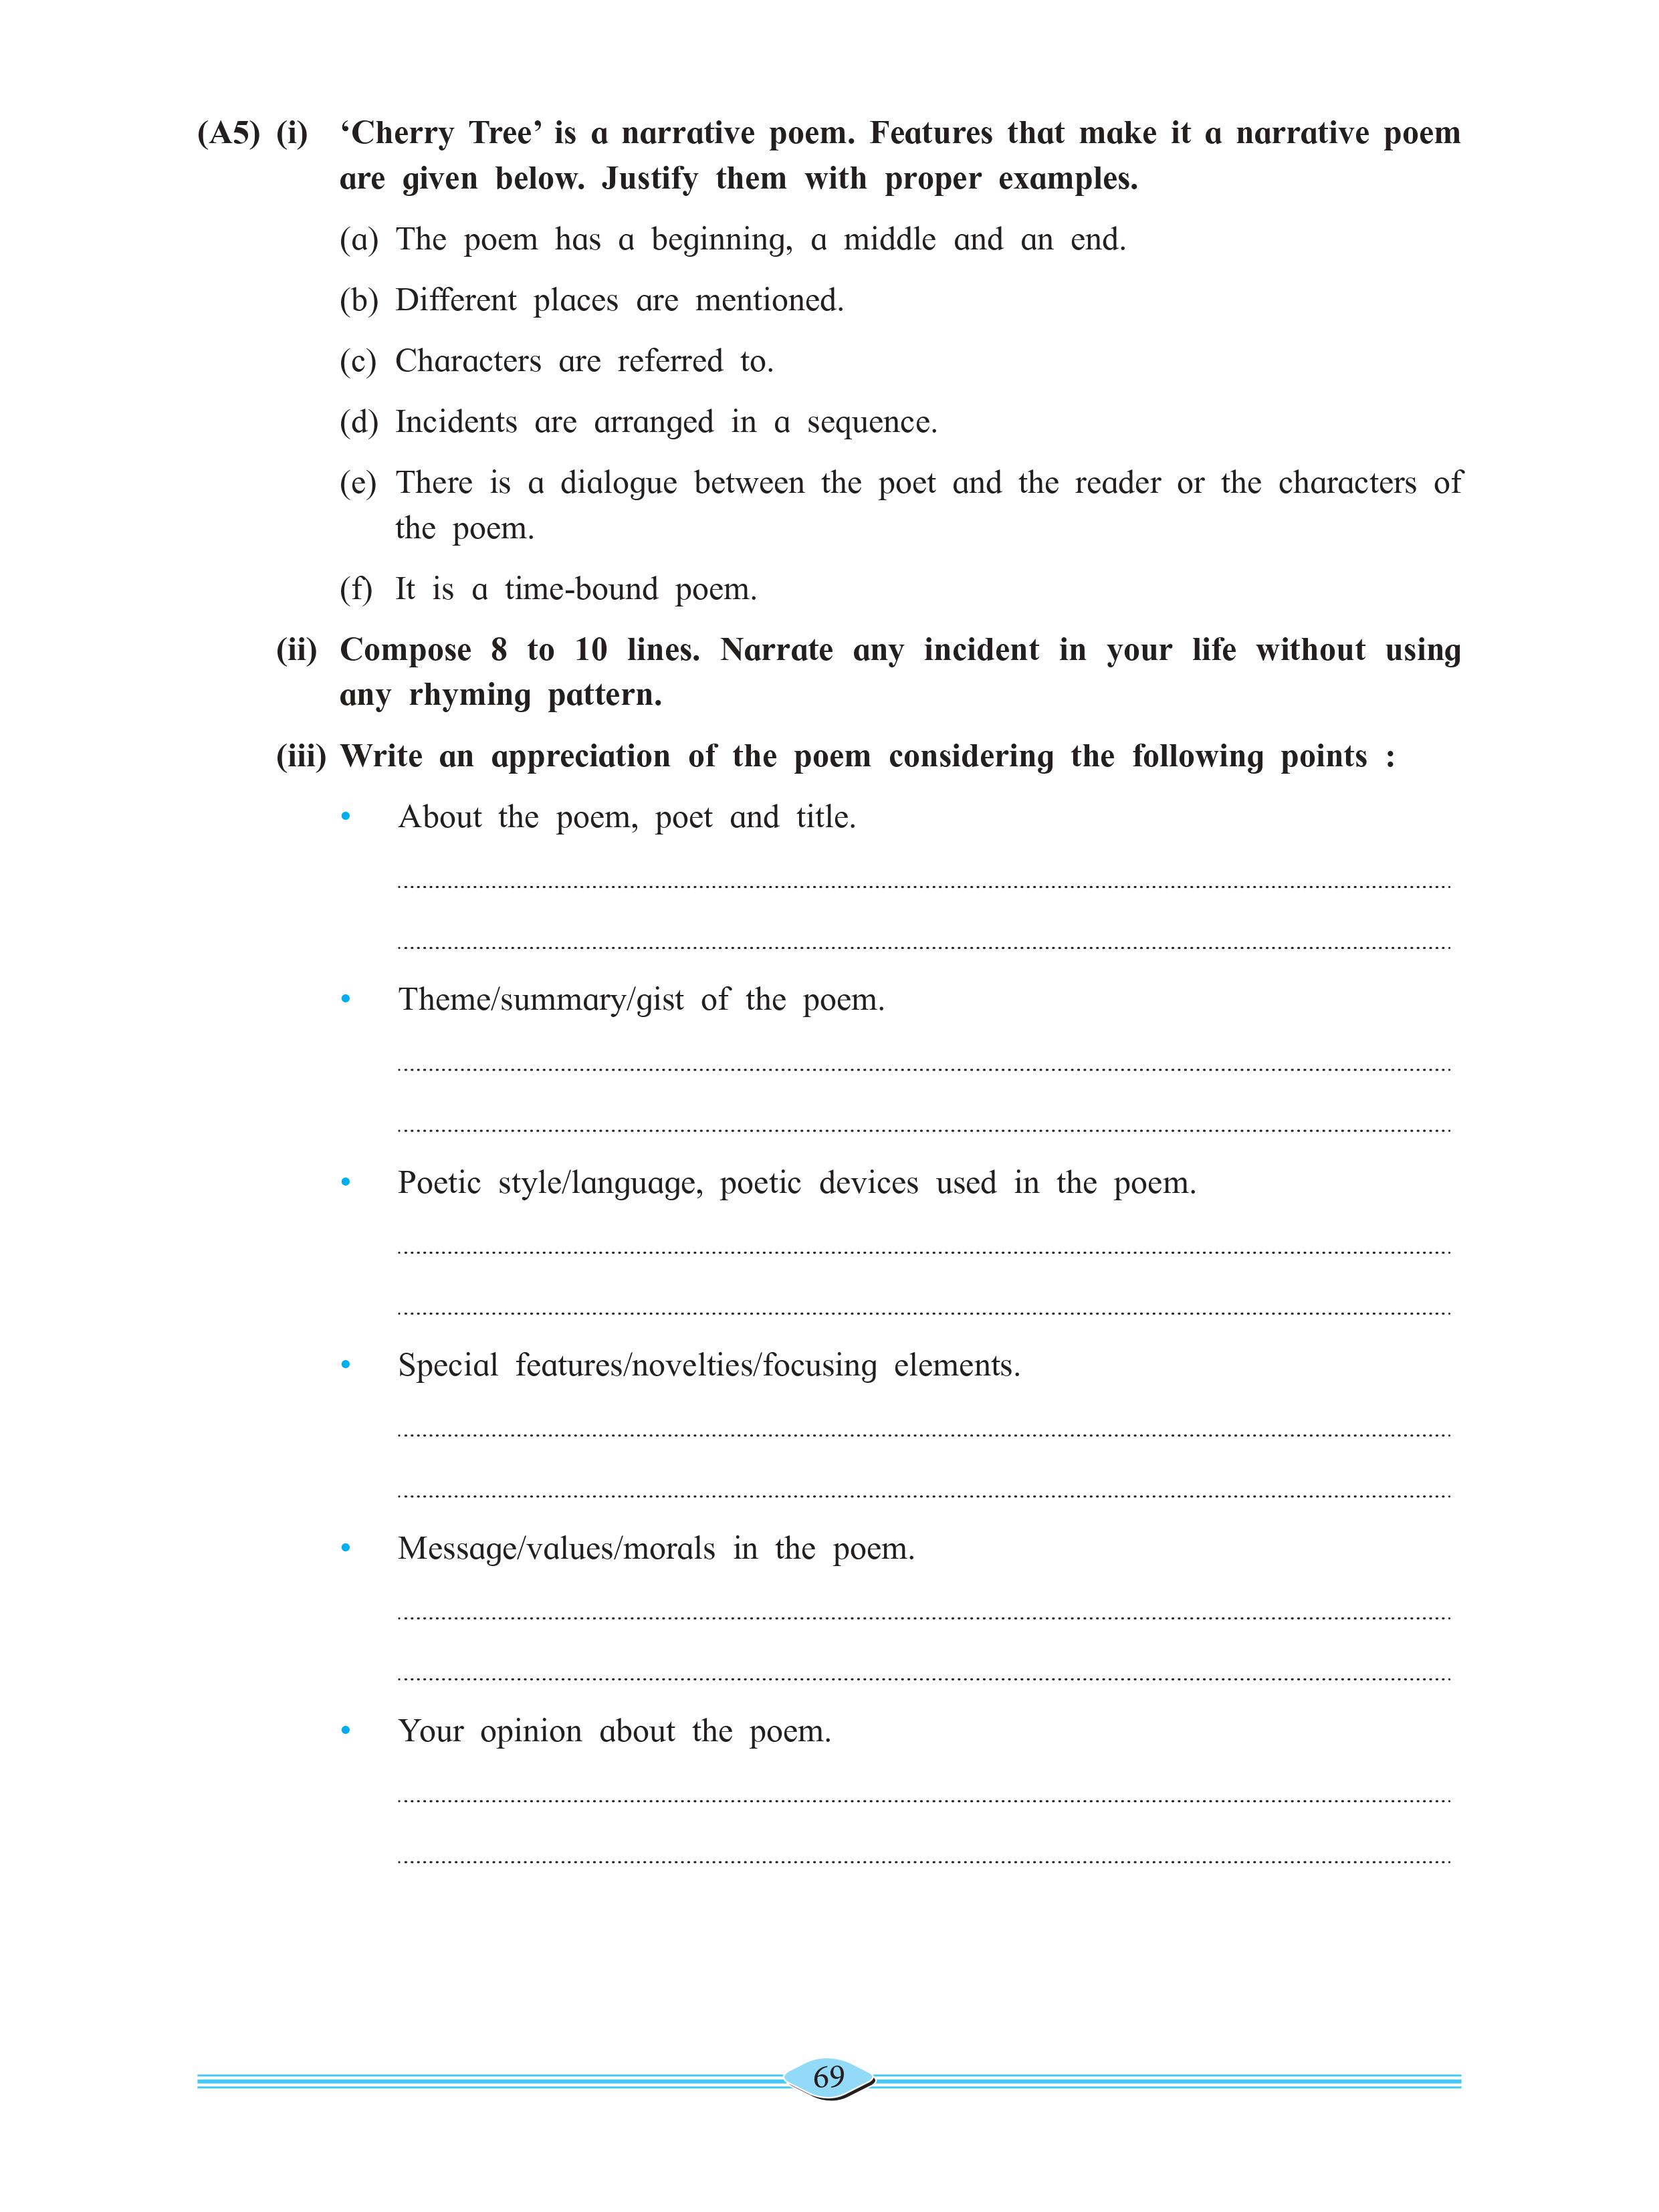 (A5) (i) ‘Cherry Tree’ is a narrative poem. Features that make it a narrative poem
are given below. Justify them with proper examples.
(a) The poem has a beginning, a middle and an end.
(b) Different places are mentioned.
(c) Characters are referred to.
(d) Incidents are arranged in a sequence.
(e) There is a dialogue between the poet and the reader or the characters of
the poem.
(f) It is a time-bound poem.
(ii) Compose 8 to 10 lines. Narrate any incident in your life without using
any rhyming pattern.
(iii) Write an appreciation of the poem considering the following points :
• About the poem, poet and title.
• Theme/summary/gist of the poem.
• Poetic style/language, poetic devices used in the poem.
• Special features/novelties/focusing elements.
• Message/values/morals in the poem.
• Your opinion about the poem.
69